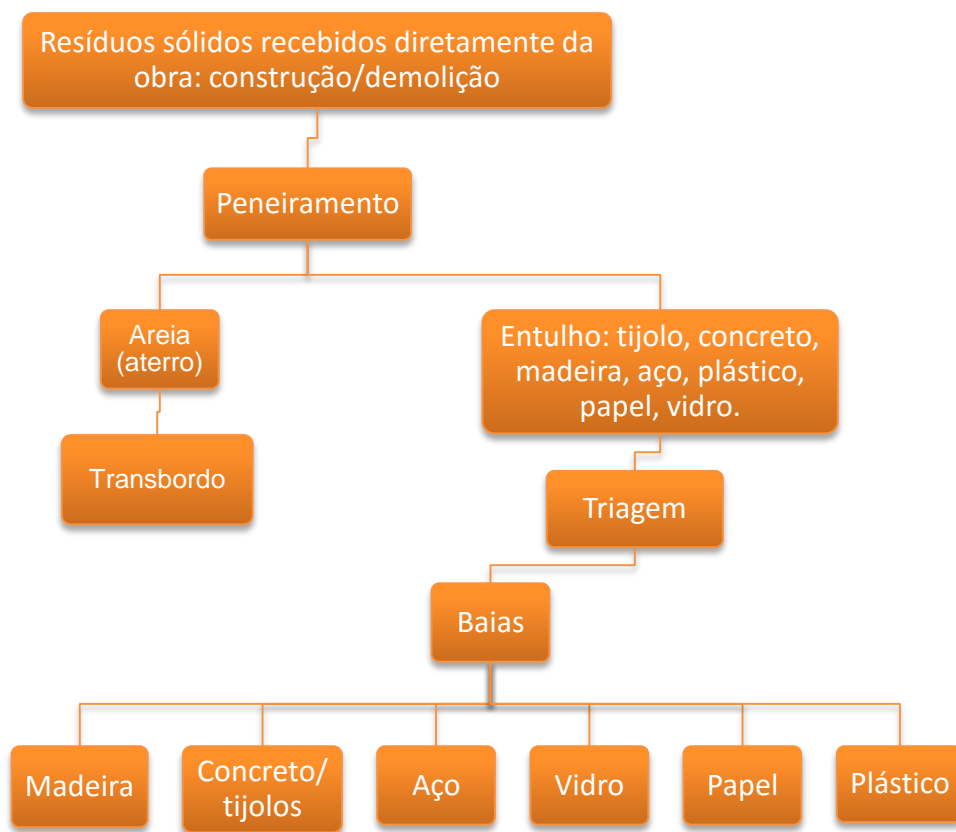 Resíduos sólidos recebidos diretamente da
obra: construção/demolição
Peneiramento
Areia
(aterro)
Entulho: tijolo, concreto,
madeira, aço, plástico,
papel, vidro.
Transbordo
Triagem
Baias
Madeira
Concreto/
tijolos
Aço
Vidro
Papel
Plástico